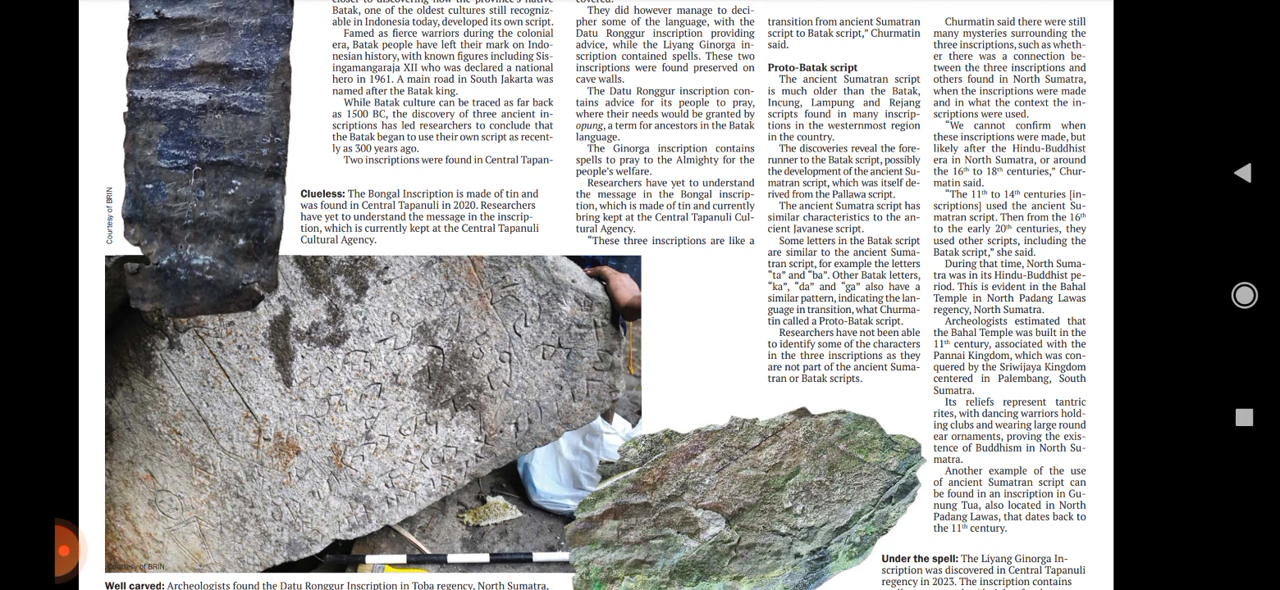 closer to discovering how the province's native
Batak, one of the oldest cultures still recogniz-
able in Indonesia today, developed its own script.
Famed as fierce warriors during the colonial
era, Batak people have left their mark on Indo-
nesian history, with known figures including Sis-
ingamangaraja XII who was declared a national
hero in 1961. A main road in South Jakarta was
named after the Batak king.
While Batak culture can be traced as far back
as 1500 BC, the discovery of three ancient in-
scriptions has led researchers to conclude that
the Batak began to use their own script as recent-
ly as 300 years ago.
Two inscriptions were found in Central Tapan-
Courtesy of BRIN
Clueless: The Bongal Inscription is made of tin and
was found in Central Tapanuli in 2020. Researchers
have yet to understand the message in the inscrip-
tion, which is currently kept at the Central Tapanuli
Cultural Agency.
covered.
They did however manage to deci-
pher some of the language, with the
Datu Ronggur inscription providing
advice, while the Liyang Ginorga in-
scription contained spells. These two
inscriptions were found preserved on
cave walls.
The Datu Ronggur inscription con-
tains advice for its people to pray,
where their needs would be granted by
opung, a term for ancestors in the Batak
language.
The Ginorga inscription contains
spells to pray to the Almighty for the
people's welfare.
Researchers have yet to understand
the message in the Bongal inscrip-
tion, which is made of tin and currently
bring kept at the Central Tapanuli Cul-
tural Agency.
"These three inscriptions are like a
transition from ancient Sumatran
script to Batak script," Churmatin
said.
Proto-Batak script
The ancient Sumatran script
is much older than the Batak,
Incung, Lampung and Rejang
scripts found in many inscrip-
tions in the westernmost region
in the country.
The discoveries reveal the fore-
runner to the Batak script, possibly
the development of the ancient Su-
matran script, which was itself de-
rived from the Pallawa script.
The ancient Sumatra script has
similar characteristics to the an-
cient Javanese script.
Some letters in the Batak script
are similar to the ancient Suma-
tran script, for example the letters
"ta" and "ba". Other Batak letters,
"ka", "da" and "ga" also have a
similar pattern, indicating the lan-
guage in transition, what Churma-
tin called a Proto-Batak script.
Researchers have not been able
to identify some of the characters
in the three inscriptions as they
are not part of the ancient Suma-
tran or Batak scripts.
Churmatin said there were still
many mysteries surrounding the
three inscriptions, such as wheth-
er there was a connection be-
tween the three inscriptions and
others found in North Sumatra,
when the inscriptions were made
and in what the context the in-
scriptions were used.
"We cannot confirm when
these inscriptions were made, but
likely after the Hindu-Buddhist
era in North Sumatra, or around
the 16th to 18th centuries," Chur-
matin said.
"The 11th to 14th centuries [in-
scriptions] used the ancient Su-
matran script. Then from the 16th
to the early 20th centuries, they
used other scripts, including the
Batak script," she said.
During that time, North Suma-
tra was in its Hindu-Buddhist pe-
riod. This is evident in the Bahal
Temple in North Padang Lawas
regency, North Sumatra.
Archeologists estimated that
the Bahal Temple was built in the
11th century, associated with the
Pannai Kingdom, which was con-
quered by the Sriwijaya Kingdom
centered in Palembang, South
Sumatra.
Its reliefs represent tantric
rites, with dancing warriors hold-
ing clubs and wearing large round
ear ornaments, proving the exis-
tence of Buddhism in North Su-
matra.
Another example of the use
of ancient Sumatran script can
be found in an inscription in Gu-
nung Tua, also located in North
Padang Lawas, that dates back to
the 11th century.
Courtesy of BRIN
Well carved: Archeologists found the Datu Ronggur Inscription in Toba regency, North Sumatra,
Under the spell: The Liyang Ginorga In-
scription was discovered in Central Tapanuli
regency in 2023. The inscription contains